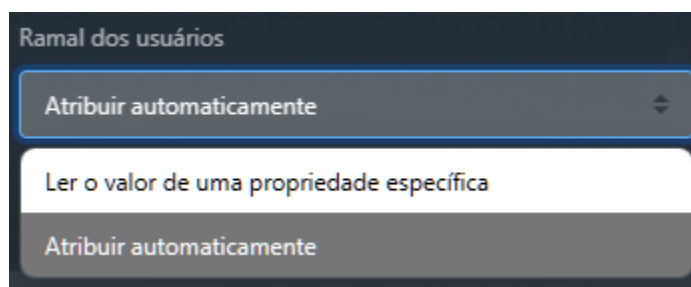 Ramal dos usuários
Atribuir automaticamente
Ler o valor de uma propriedade específica
Atribuir automaticamente